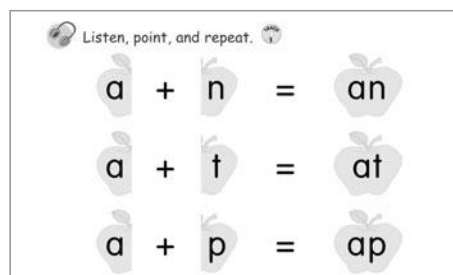 Listen, point, and repeat.
a + n = an
a + t = at
a + p = ap